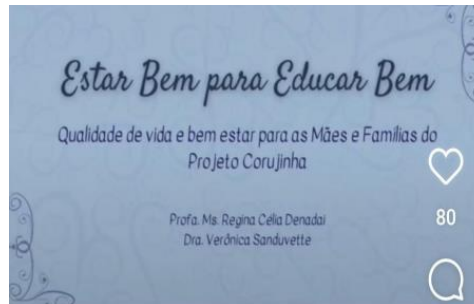 Estar Bem para Educar Bem
Qualidade de vida e bem estar para as Mães e Famílias do
Projeto Corujinha
80
Profa. Ms. Regina Célia Denadai
Dra. Verônica Sanduvette